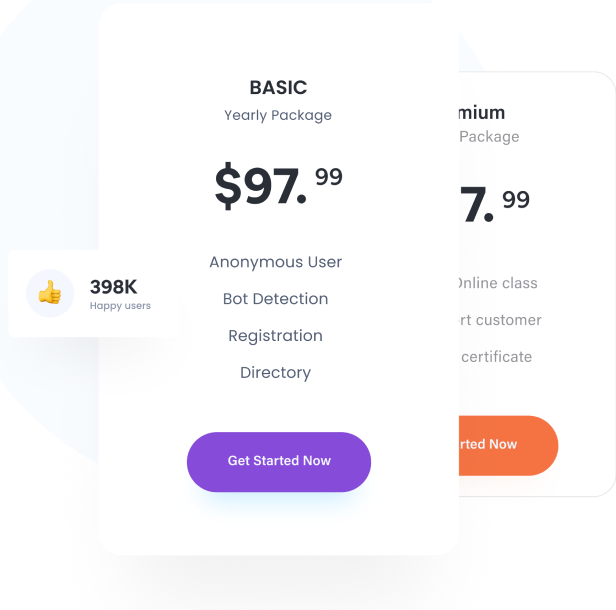 BASIC
Yearly Package
$97.99
Anonymous User
Bot Detection
Registration
Directory
Get Started Now
398K
Happy users
mium
Package
7.99
Online class
rt customer
certificate
rted Now